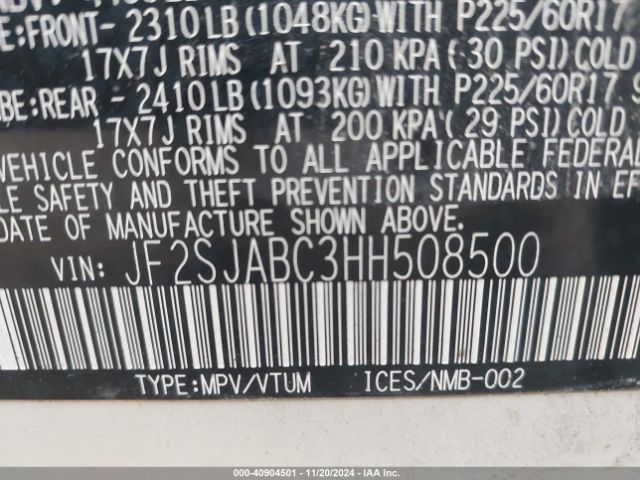 E:FRONT- 2310 LB (1048KG) WITH P225/60R17
17X7J RIMS AT 210 KPA (30 PSI) COLD
BE:REAR - 2410 LB (1093KG) WITH P225/60R17
17X7J RIMS AT 200 KPA (29 PSI) COLD
VEHICLE CONFORMS TO ALL APPLICABLE FEDERA
LE SAFETY AND THEFT PREVENTION STANDARDS IN EF
DATE OF MANUFACTURE SHOWN ABOVE.
VIN: JF2SJABC3HH508500
TYPE:MPV/VTUM ICES/NMB-002
000-40904501 - 11/20/2024 - IAA Inc.